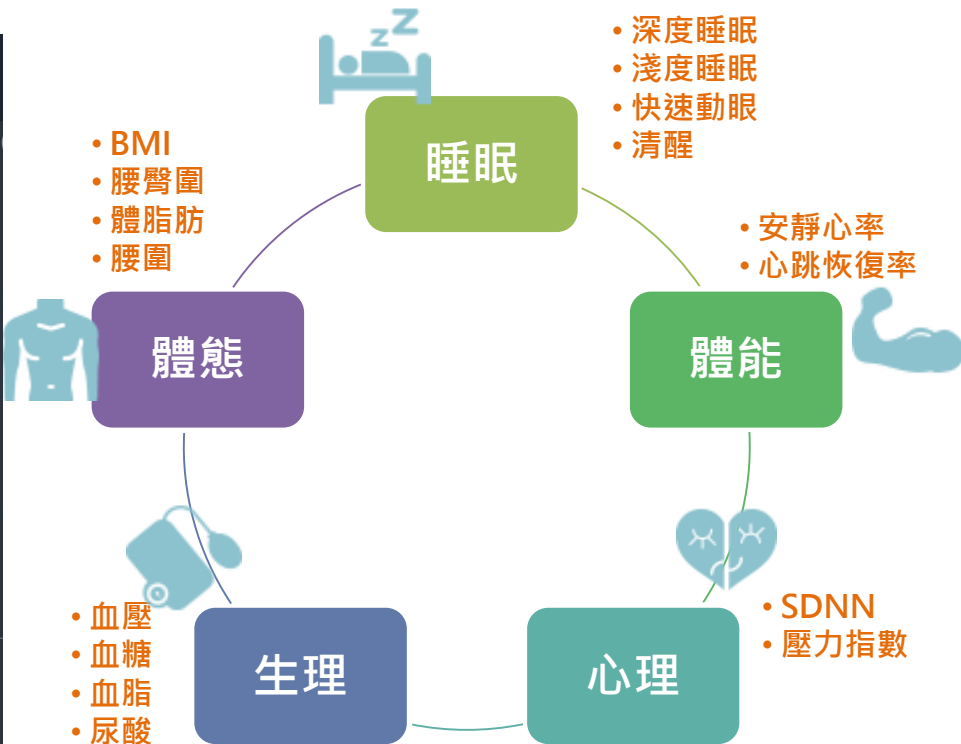 睡眠
• 深度睡眠
• 淺度睡眠
• 快速動眼
• 清醒
體能
• 安靜心率
• 心跳恢復率
心理
• SDNN
• 壓力指數
生理
• 血壓
• 血糖
• 血脂
• 尿酸
體態
• BMI
• 腰臀圍
• 體脂肪
• 腰圍
z
Z